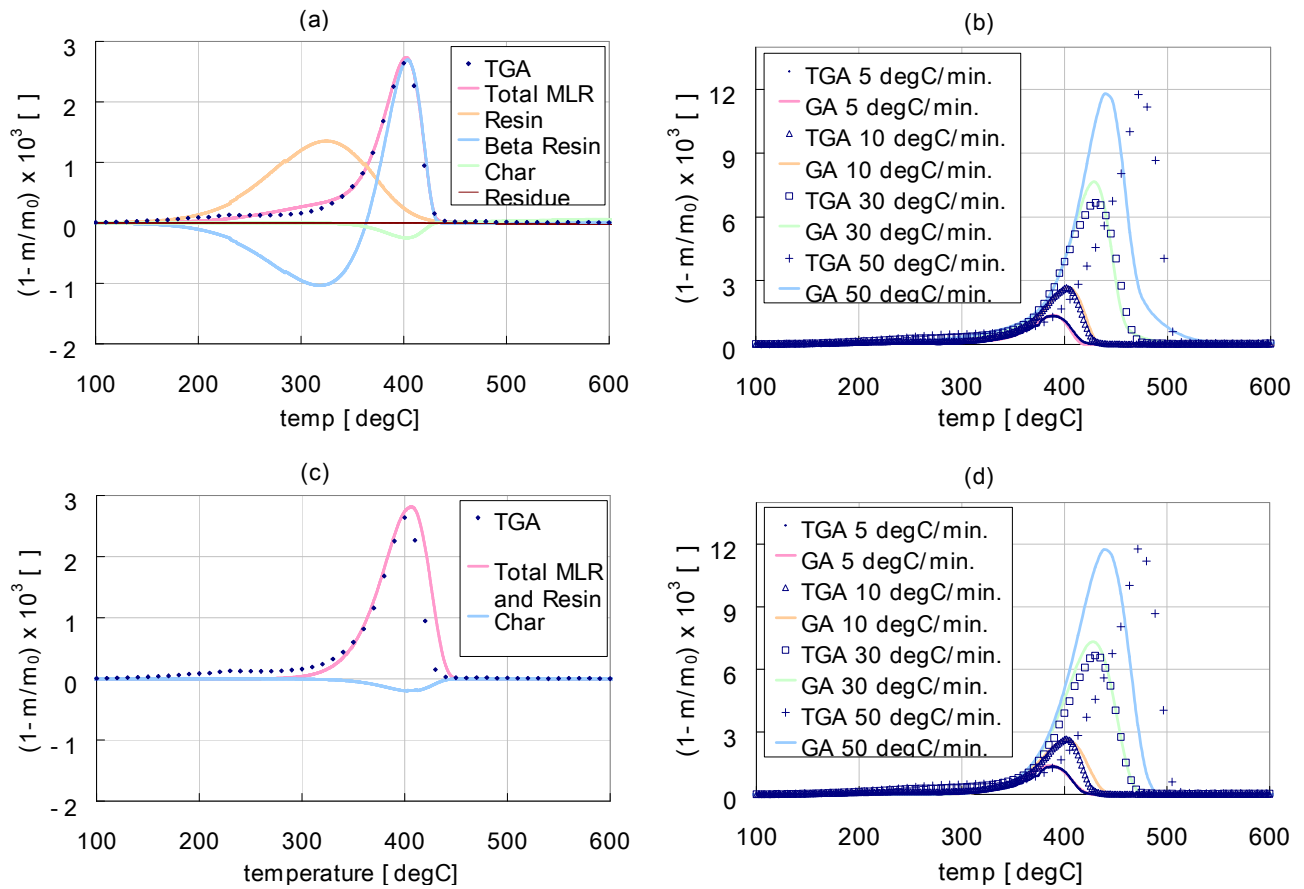 (a)
(1- m/m0) x 10^3 [ ]
3
2
1
0
- 1
- 2
TGA
Total MLR
Resin
Beta Resin
Char
Residue
100 200 300 400 500 600
temp [ degC]
(b)
(1- m/m0) x 10^3 [ ]
12
9
6
3
0
TGA 5 degC/min.
GA 5 degC/min.
TGA 10 degC/min.
GA 10 degC/min.
TGA 30 degC/min.
GA 30 degC/min.
TGA 50 degC/min.
GA 50 degC/min.
100 200 300 400 500 600
temp [ degC]
(c)
(1- m/m0) x 10^3 [ ]
3
2
1
0
- 1
- 2
TGA
Total MLR
and Resin
Char
100 200 300 400 500 600
temperature [ degC]
(d)
(1- m/m0) x 10^3 [ ]
12
9
6
3
0
TGA 5 degC/min.
GA 5 degC/min.
TGA 10 degC/min.
GA 10 degC/min.
TGA 30 degC/min.
GA 30 degC/min.
TGA 50 degC/min.
GA 50 degC/min.
100 200 300 400 500 600
temp [ degC]